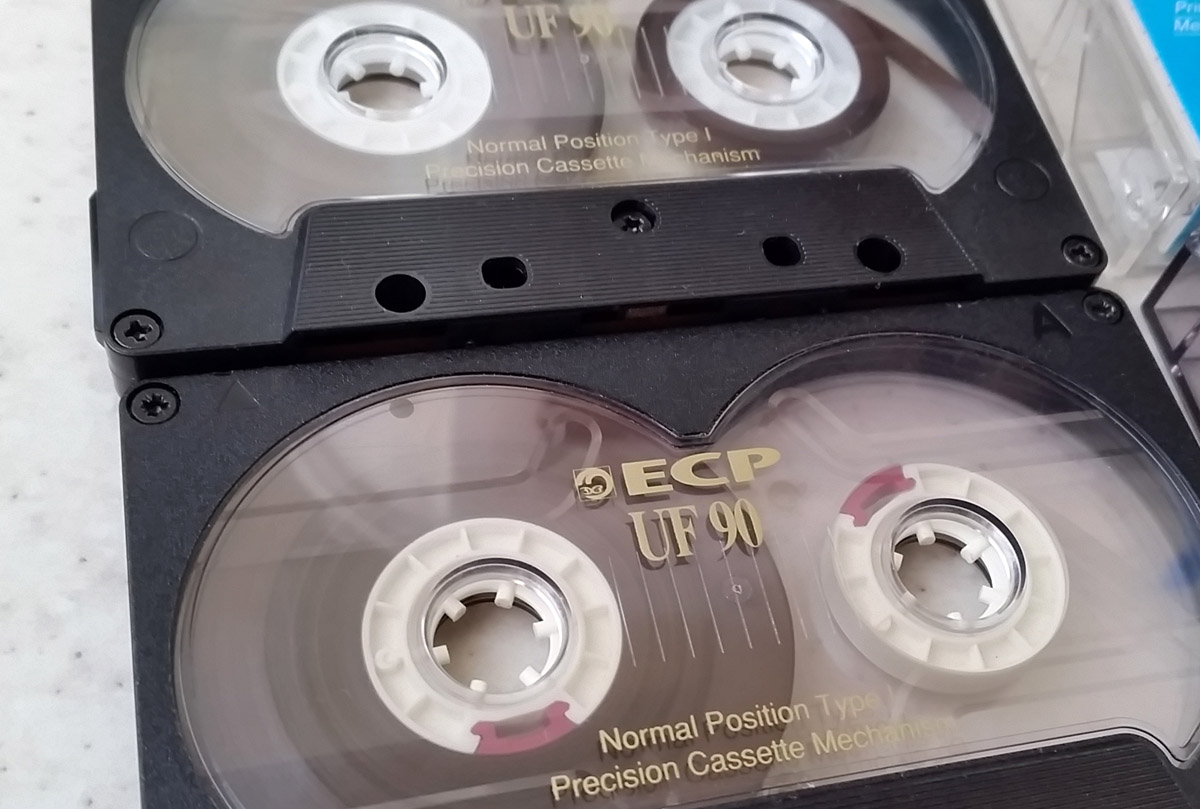 UF 90
Normal Position Type I
Precision Cassette Mechanism
A
ECP
UF 90
Normal Position Type I
Precision Cassette Mechanism